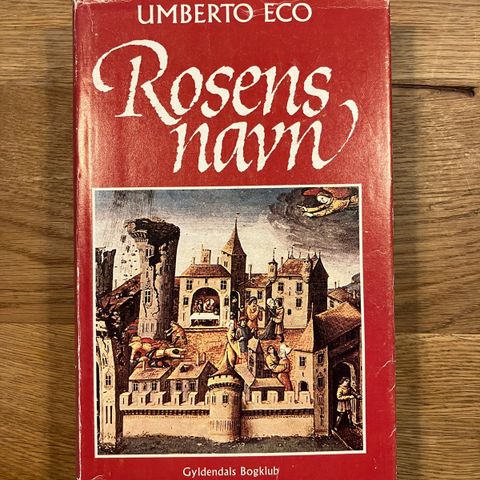 UMBERTO ECO
Rosens
navn
Gyldendals Bogklub